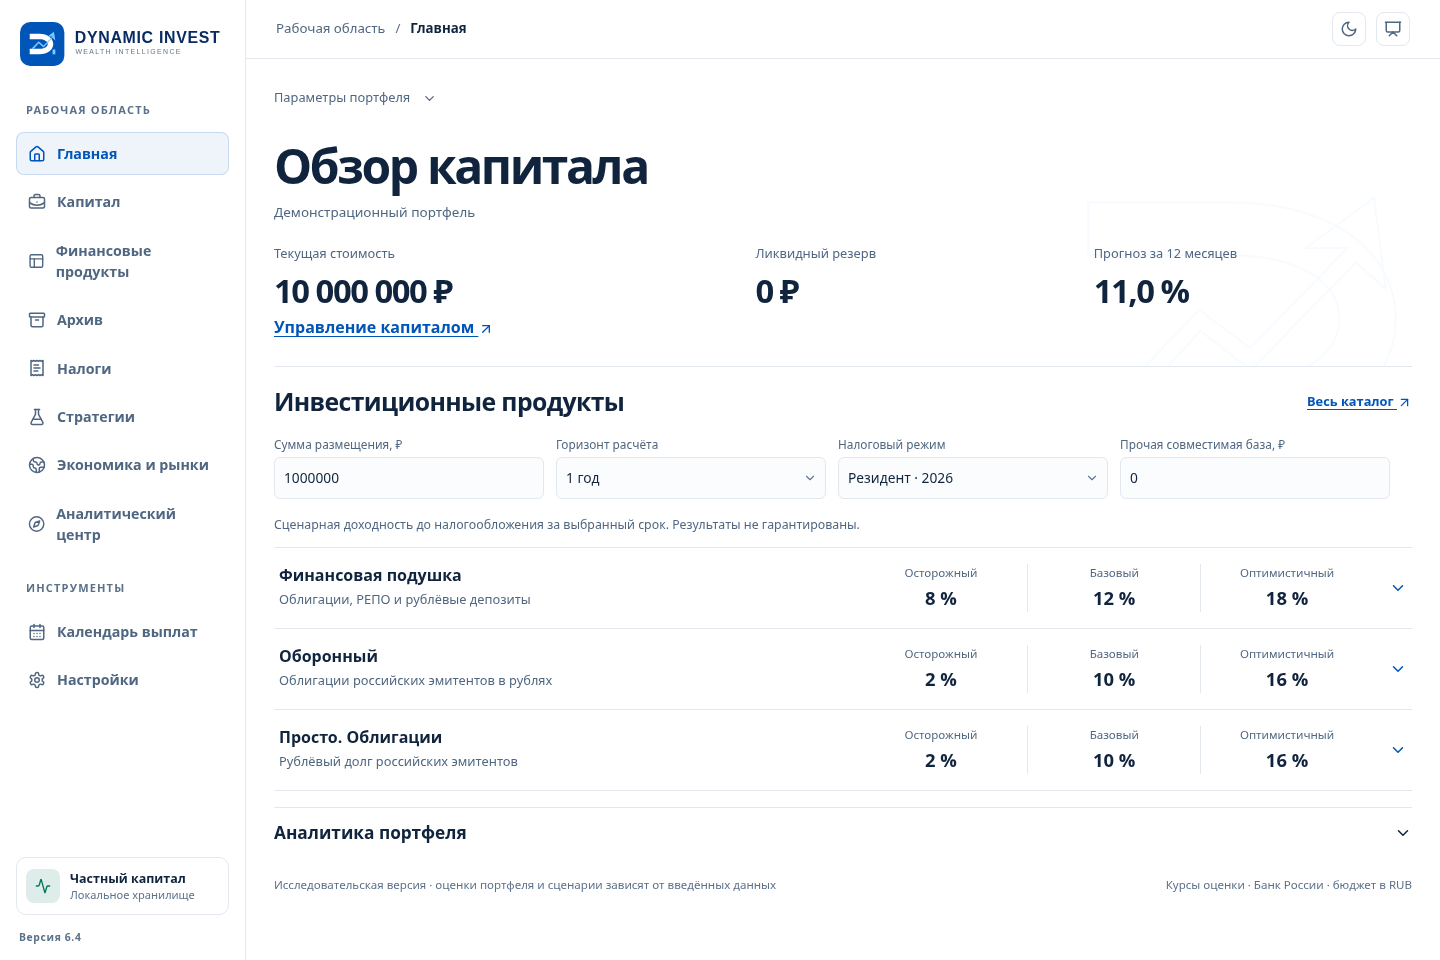 DYNAMIC INVEST
WEALTH INTELLIGENCE
РАБОЧАЯ ОБЛАСТЬ
Главная
Капитал
Финансовые
продукты
Архив
Налоги
Стратегии
Экономика и рынки
Аналитический
центр
ИНСТРУМЕНТЫ
Календарь выплат
Настройки
Частный капитал
Локальное хранилище
Версия 6.4
Рабочая область / Главная
Параметры портфеля
Обзор капитала
Демонстрационный портфель
Текущая стоимость
10 000 000 ₽
Управление капиталом
Ликвидный резерв
0 ₽
Прогноз за 12 месяцев
11,0 %
Инвестиционные продукты
Весь каталог
Сумма размещения, ₽
1000000
Горизонт расчёта
1 год
Налоговый режим
Резидент · 2026
Прочая совместимая база, ₽
0
Сценарная доходность до налогообложения за выбранный срок. Результаты не гарантированы.
Финансовая подушка
Облигации, РЕПО и рублёвые депозиты
Осторожный
8 %
Базовый
12 %
Оптимистичный
18 %
Оборонный
Облигации российских эмитентов в рублях
Осторожный
2 %
Базовый
10 %
Оптимистичный
16 %
Просто. Облигации
Рублёвый долг российских эмитентов
Осторожный
2 %
Базовый
10 %
Оптимистичный
16 %
Аналитика портфеля
Исследовательская версия · оценки портфеля и сценарии зависят от введённых данных
Курсы оценки · Банк России · бюджет в RUB